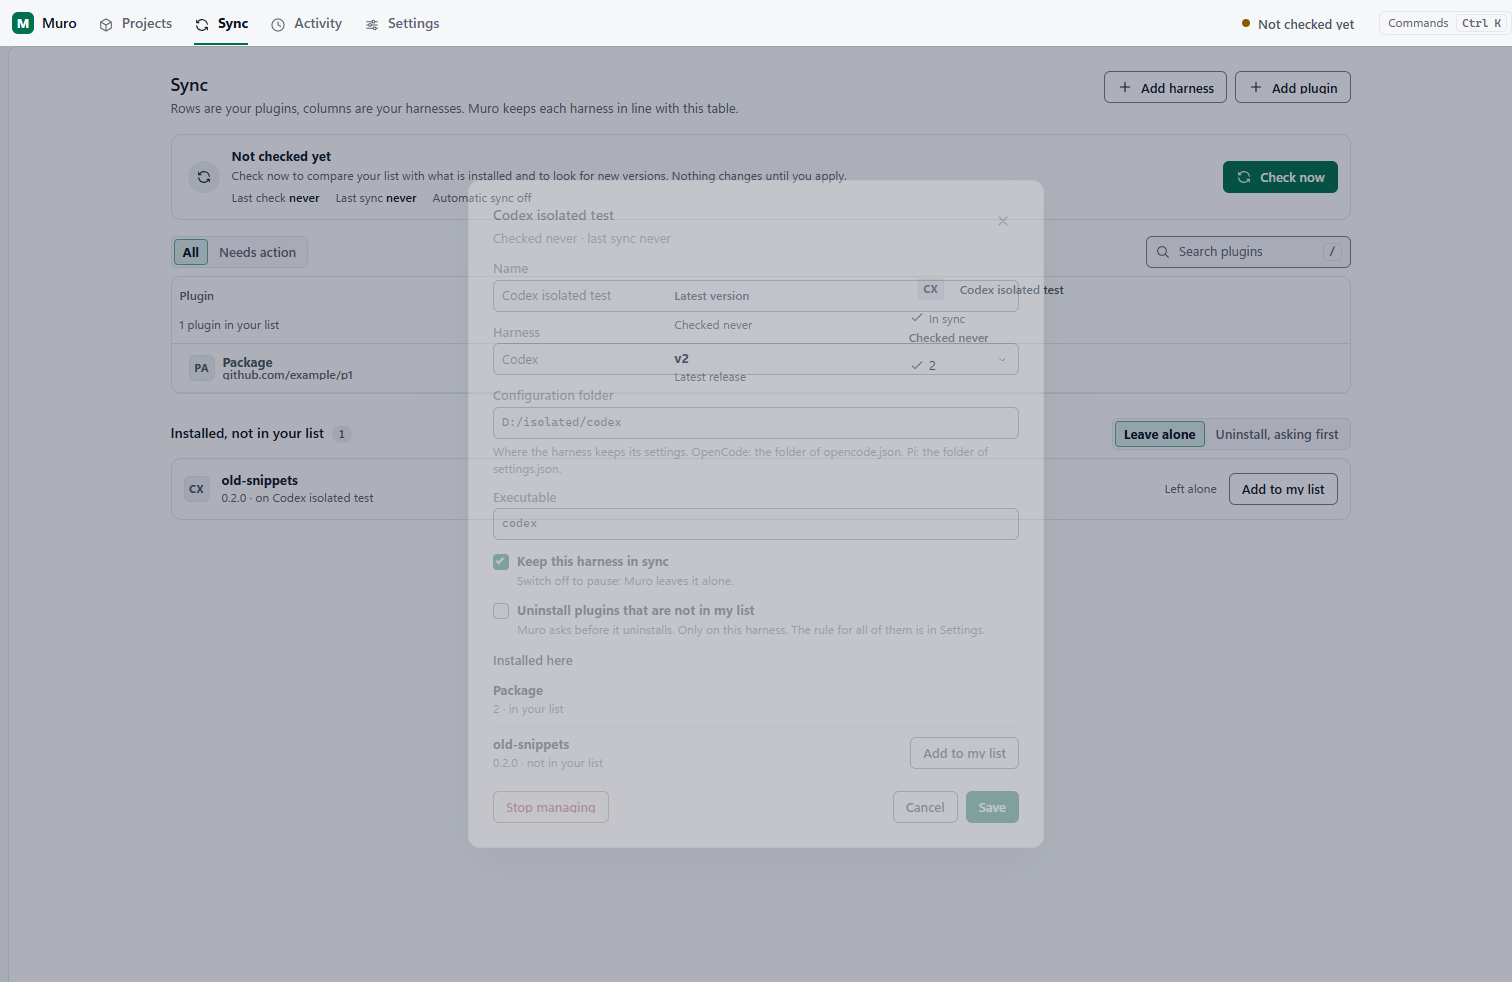 M Muro Projects Sync Activity Settings Not checked yet Commands Ctrl K
Sync
Rows are your plugins, columns are your harnesses. Muro keeps each harness in line with this table.
+ Add harness + Add plugin
Not checked yet
Check now to compare your list with what is installed and to look for new versions. Nothing changes until you apply.
Last check never Last sync never Automatic sync off
Check now
All Needs action
Search plugins /
Plugin
1 plugin in your list
Latest version
Checked never
CX Codex isolated test
In sync
Checked never
PA Package
github.com/example/p1
v2
Latest release
2
Installed, not in your list 1
Leave alone Uninstall, asking first
CX old-snippets
0.2.0 · on Codex isolated test
Left alone Add to my list
Codex isolated test
Checked never · last sync never
Name
Codex isolated test
Harness
Codex
Configuration folder
D:/isolated/codex
Where the harness keeps its settings. OpenCode: the folder of opencode.json. Pi: the folder of
settings.json.
Executable
codex
Keep this harness in sync
Switch off to pause: Muro leaves it alone.
Uninstall plugins that are not in my list
Muro asks before it uninstalls. Only on this harness. The rule for all of them is in Settings.
Installed here
Package
2 · in your list
old-snippets
0.2.0 · not in your list
Add to my list
Stop managing Cancel Save